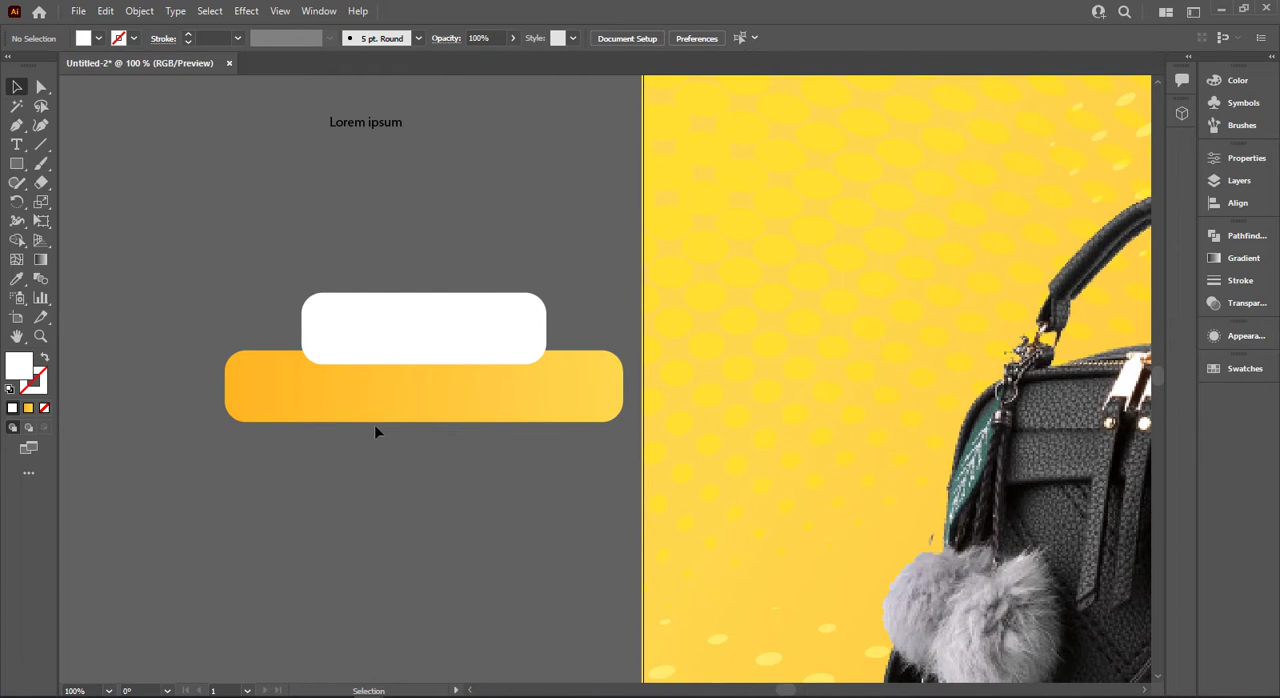 Ai File Edit Object Type Select Effect View Window Help
No Selection Stroke: 5 pt. Round Opacity: 100% Style: Document Setup Preferences
Untitled-2* @ 100 % (RGB/Preview) ×
Lorem ipsum
T
Color
Symbols
Brushes
Properties
Layers
Align
Pathfind...
Gradient
Stroke
Transpar...
Appeara...
Swatches
100% 0° 1 Selection